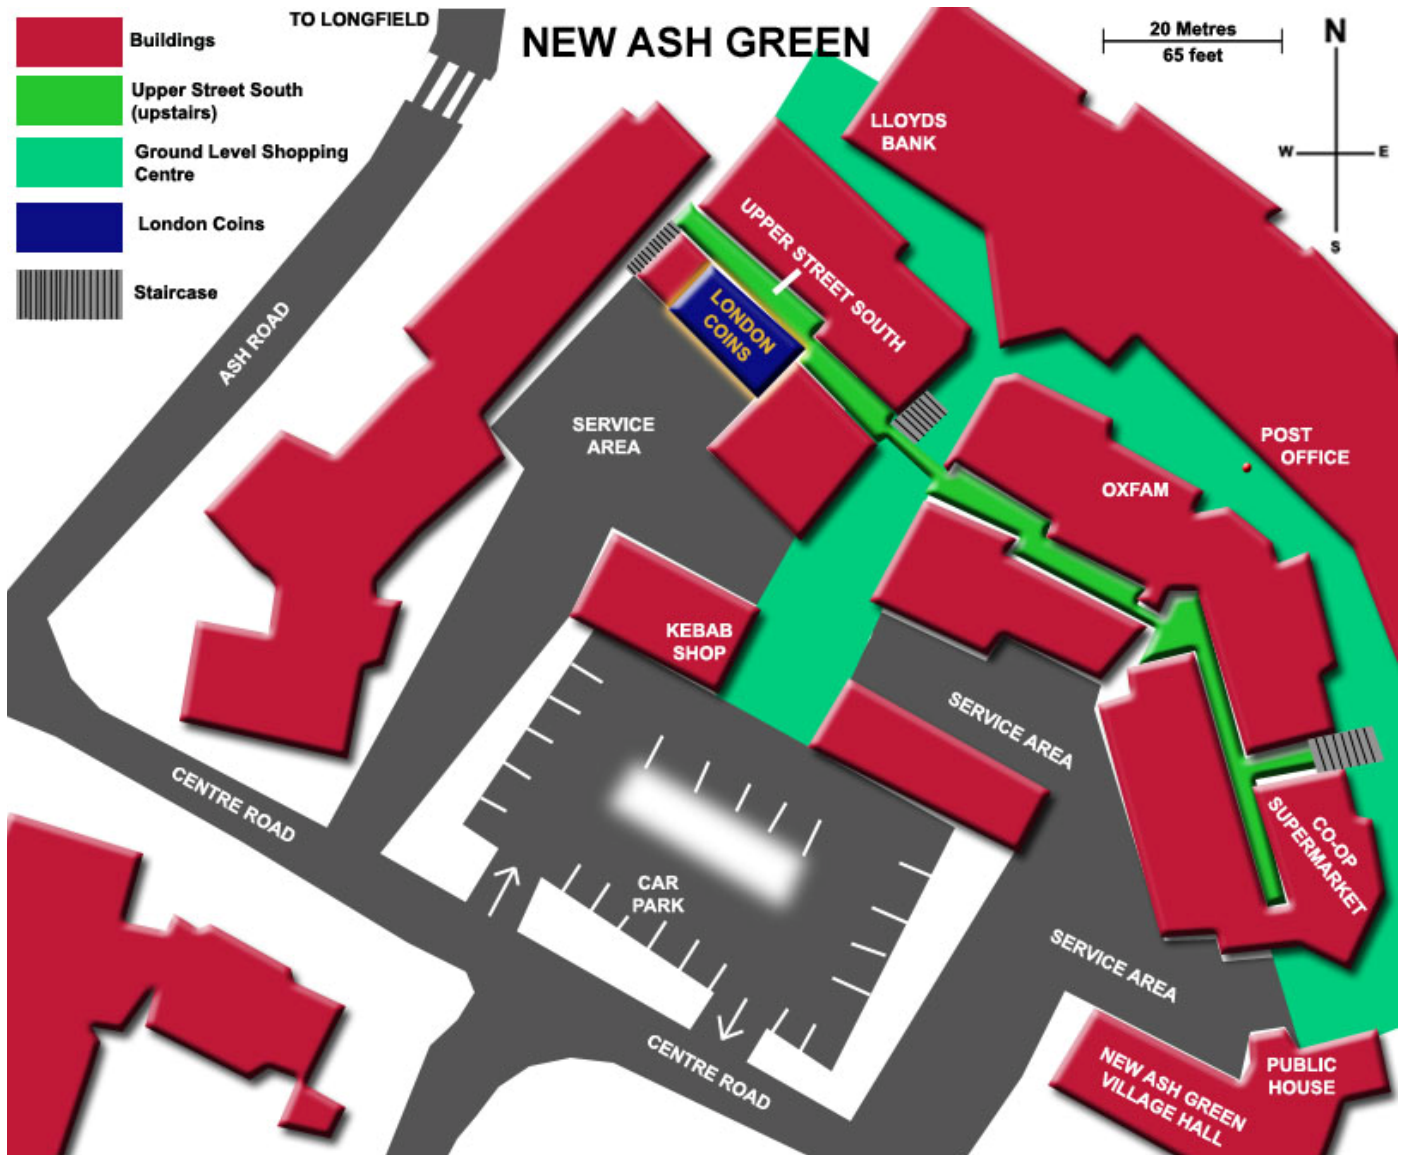 TO LONGFIELD
NEW ASH GREEN
20 Metres
65 feet
N
W
E
S
Buildings
Upper Street South
(upstairs)
Ground Level Shopping
Centre
London Coins
Staircase
LLOYDS
BANK
UPPER STREET SOUTH
LONDON
COINS
ASH ROAD
SERVICE
AREA
POST
OFFICE
OXFAM
KEBAB
SHOP
SERVICE AREA
CENTRE ROAD
CO-OP
SUPERMARKET
CAR
PARK
SERVICE AREA
CENTRE ROAD
NEW ASH GREEN
VILLAGE HALL
PUBLIC
HOUSE